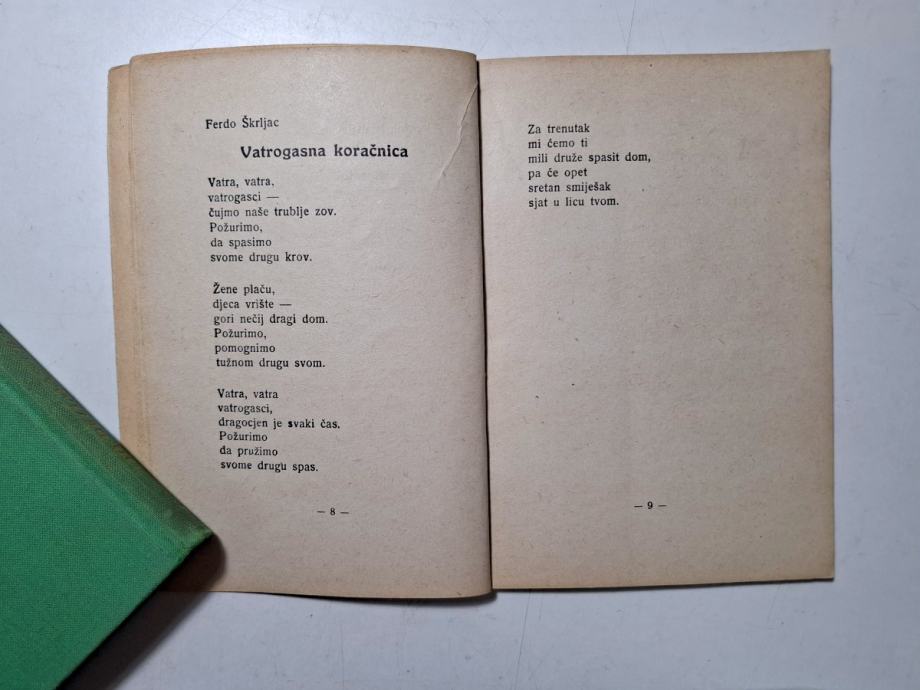 Ferdo Škrljac
Vatrogasna koračnica
Vatra, vatra,
vatrogasci —
čujmo naše trublje zov.
Požurimo,
da spasimo
svome drugu krov.
Žene plaču,
djeca vrište —
gori nečij dragi dom.
Požurimo,
pomognimo
tužnom drugu svom.
Vatra, vatra
vatrogasci,
dragocjen je svaki čas.
Požurimo
da pružimo
svome drugu spas.
— 8 —
Za trenutak
mi ćemo ti
mili druže spasit dom,
pa će opet
sretan smiješak
sjat u licu tvom.
— 9 —